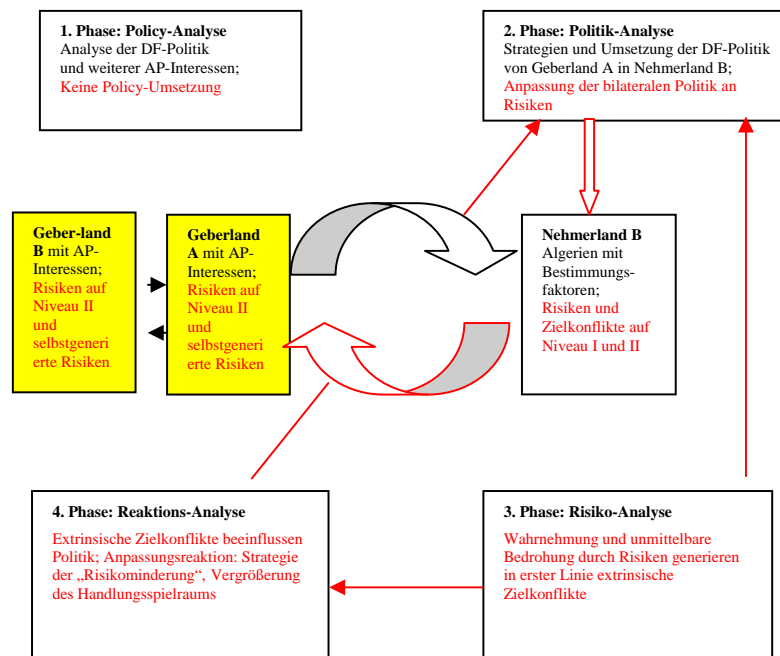 1. Phase: Policy-Analyse
Analyse der DF-Politik
und weiterer AP-Interessen;
Keine Policy-Umsetzung
2. Phase: Politik-Analyse
Strategien und Umsetzung der DF-Politik
von Geberland A in Nehmerland B;
Anpassung der bilateralen Politik an
Risiken
Geber-land
B mit AP-
Interessen;
Risiken auf
Niveau II
und
selbstgeneri
erte Risiken
Geberland
A mit AP-
Interessen;
Risiken auf
Niveau II
und
selbstgeneri
erte Risiken
Nehmerland B
Algerien mit
Bestimmungs-
faktoren;
Risiken und
Zielkonflikte auf
Niveau I und II
4. Phase: Reaktions-Analyse
Extrinsische Zielkonflikte beeinflussen
Politik; Anpassungsreaktion: Strategie
der „Risikominderung“, Vergrößerung
des Handlungsspielraums
3. Phase: Risiko-Analyse
Wahrnehmung und unmittelbare
Bedrohung durch Risiken generieren
in erster Linie extrinsische
Zielkonflikte